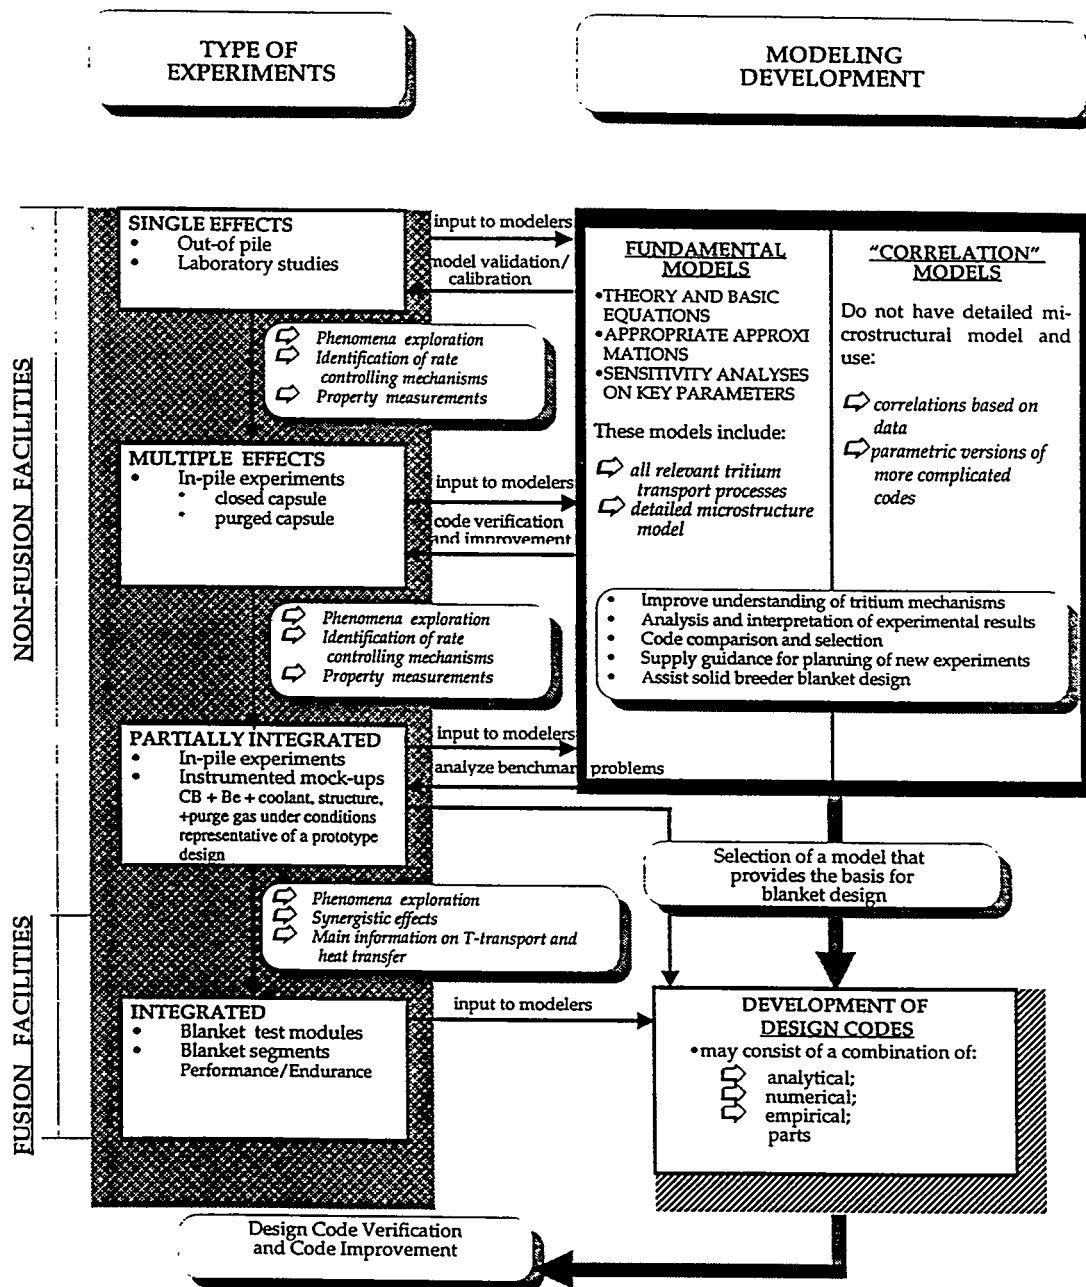 TYPE OF
EXPERIMENTS
MODELING
DEVELOPMENT
NON-FUSION FACILITIES
FUSION FACILITIES
SINGLE EFFECTS
• Out-of pile
• Laboratory studies
input to modelers
model validation/
calibration
⇨ Phenomena exploration
⇨ Identification of rate
controlling mechanisms
⇨ Property measurements
MULTIPLE EFFECTS
• In-pile experiments
• closed capsule
• purged capsule
input to modelers
code verification
and improvement
⇨ Phenomena exploration
⇨ Identification of rate
controlling mechanisms
⇨ Property measurements
PARTIALLY INTEGRATED
• In-pile experiments
• Instrumented mock-ups
CB + Be + coolant, structure,
+purge gas under conditions
representative of a prototype
design
input to modelers
analyze benchmark problems
⇨ Phenomena exploration
⇨ Synergistic effects
⇨ Main information on T-transport and
heat transfer
INTEGRATED
• Blanket test modules
• Blanket segments
Performance/Endurance
input to modelers
FUNDAMENTAL
MODELS
•THEORY AND BASIC
EQUATIONS
•APPROPRIATE APPROXI
MATIONS
•SENSITIVITY ANALYSES
ON KEY PARAMETERS
These models include:
⇨ all relevant tritium
transport processes
⇨ detailed microstructure
model
"CORRELATION"
MODELS
Do not have detailed mi-
crostructural model and
use:
⇨ correlations based on
data
⇨ parametric versions of
more complicated
codes
• Improve understanding of tritium mechanisms
• Analysis and interpretation of experimental results
• Code comparison and selection
• Supply guidance for planning of new experiments
• Assist solid breeder blanket design
Selection of a model that
provides the basis for
blanket design
DEVELOPMENT OF
DESIGN CODES
•may consist of a combination of:
⇨ analytical;
⇨ numerical;
⇨ empirical;
parts
Design Code Verification
and Code Improvement